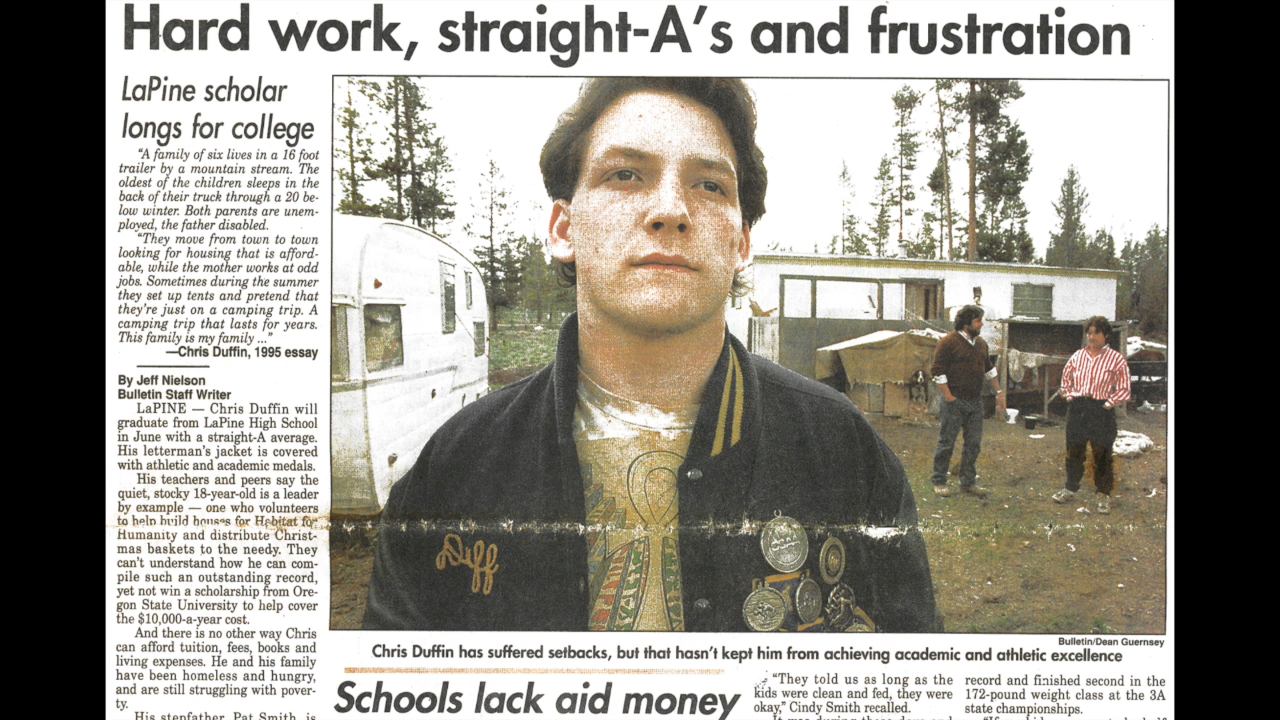 Hard work, straight-A's and frustration
LaPine scholar
longs for college
"A family of six lives in a 16 foot
trailer by a mountain stream. The
oldest of the children sleeps in the
back of their truck through a 20 be-
low winter. Both parents are unem-
ployed, the father disabled.
"They move from town to town
looking for housing that is afford-
able, while the mother works at odd
jobs. Sometimes during the summer
they set up tents and pretend that
they're just on a camping trip. A
camping trip that lasts for years.
This family is my family ..."
—Chris Duffin, 1995 essay
By Jeff Nielson
Bulletin Staff Writer
LaPINE — Chris Duffin will
graduate from LaPine High School
in June with a straight-A average.
His letterman's jacket is covered
with athletic and academic medals.
His teachers and peers say the
quiet, stocky 18-year-old is a leader
by example — one who volunteers
to help build houses for Habitat for
Humanity and distribute Christ-
mas baskets to the needy. They
can't understand how he can com-
pile such an outstanding record,
yet not win a scholarship from Ore-
gon State University to help cover
the $10,000-a-year cost.
And there is no other way Chris
can afford tuition, fees, books and
living expenses. He and his family
have been homeless and hungry,
and are still struggling with pover-
ty.
His stepfather, Pat Smith, is
Duff
Bulletin/Dean Guernsey
Chris Duffin has suffered setbacks, but that hasn't kept him from achieving academic and athletic excellence
Schools lack aid money
"They told us as long as the
kids were clean and fed, they were
okay," Cindy Smith recalled.
record and finished second in the
172-pound weight class at the 3A
state championships.